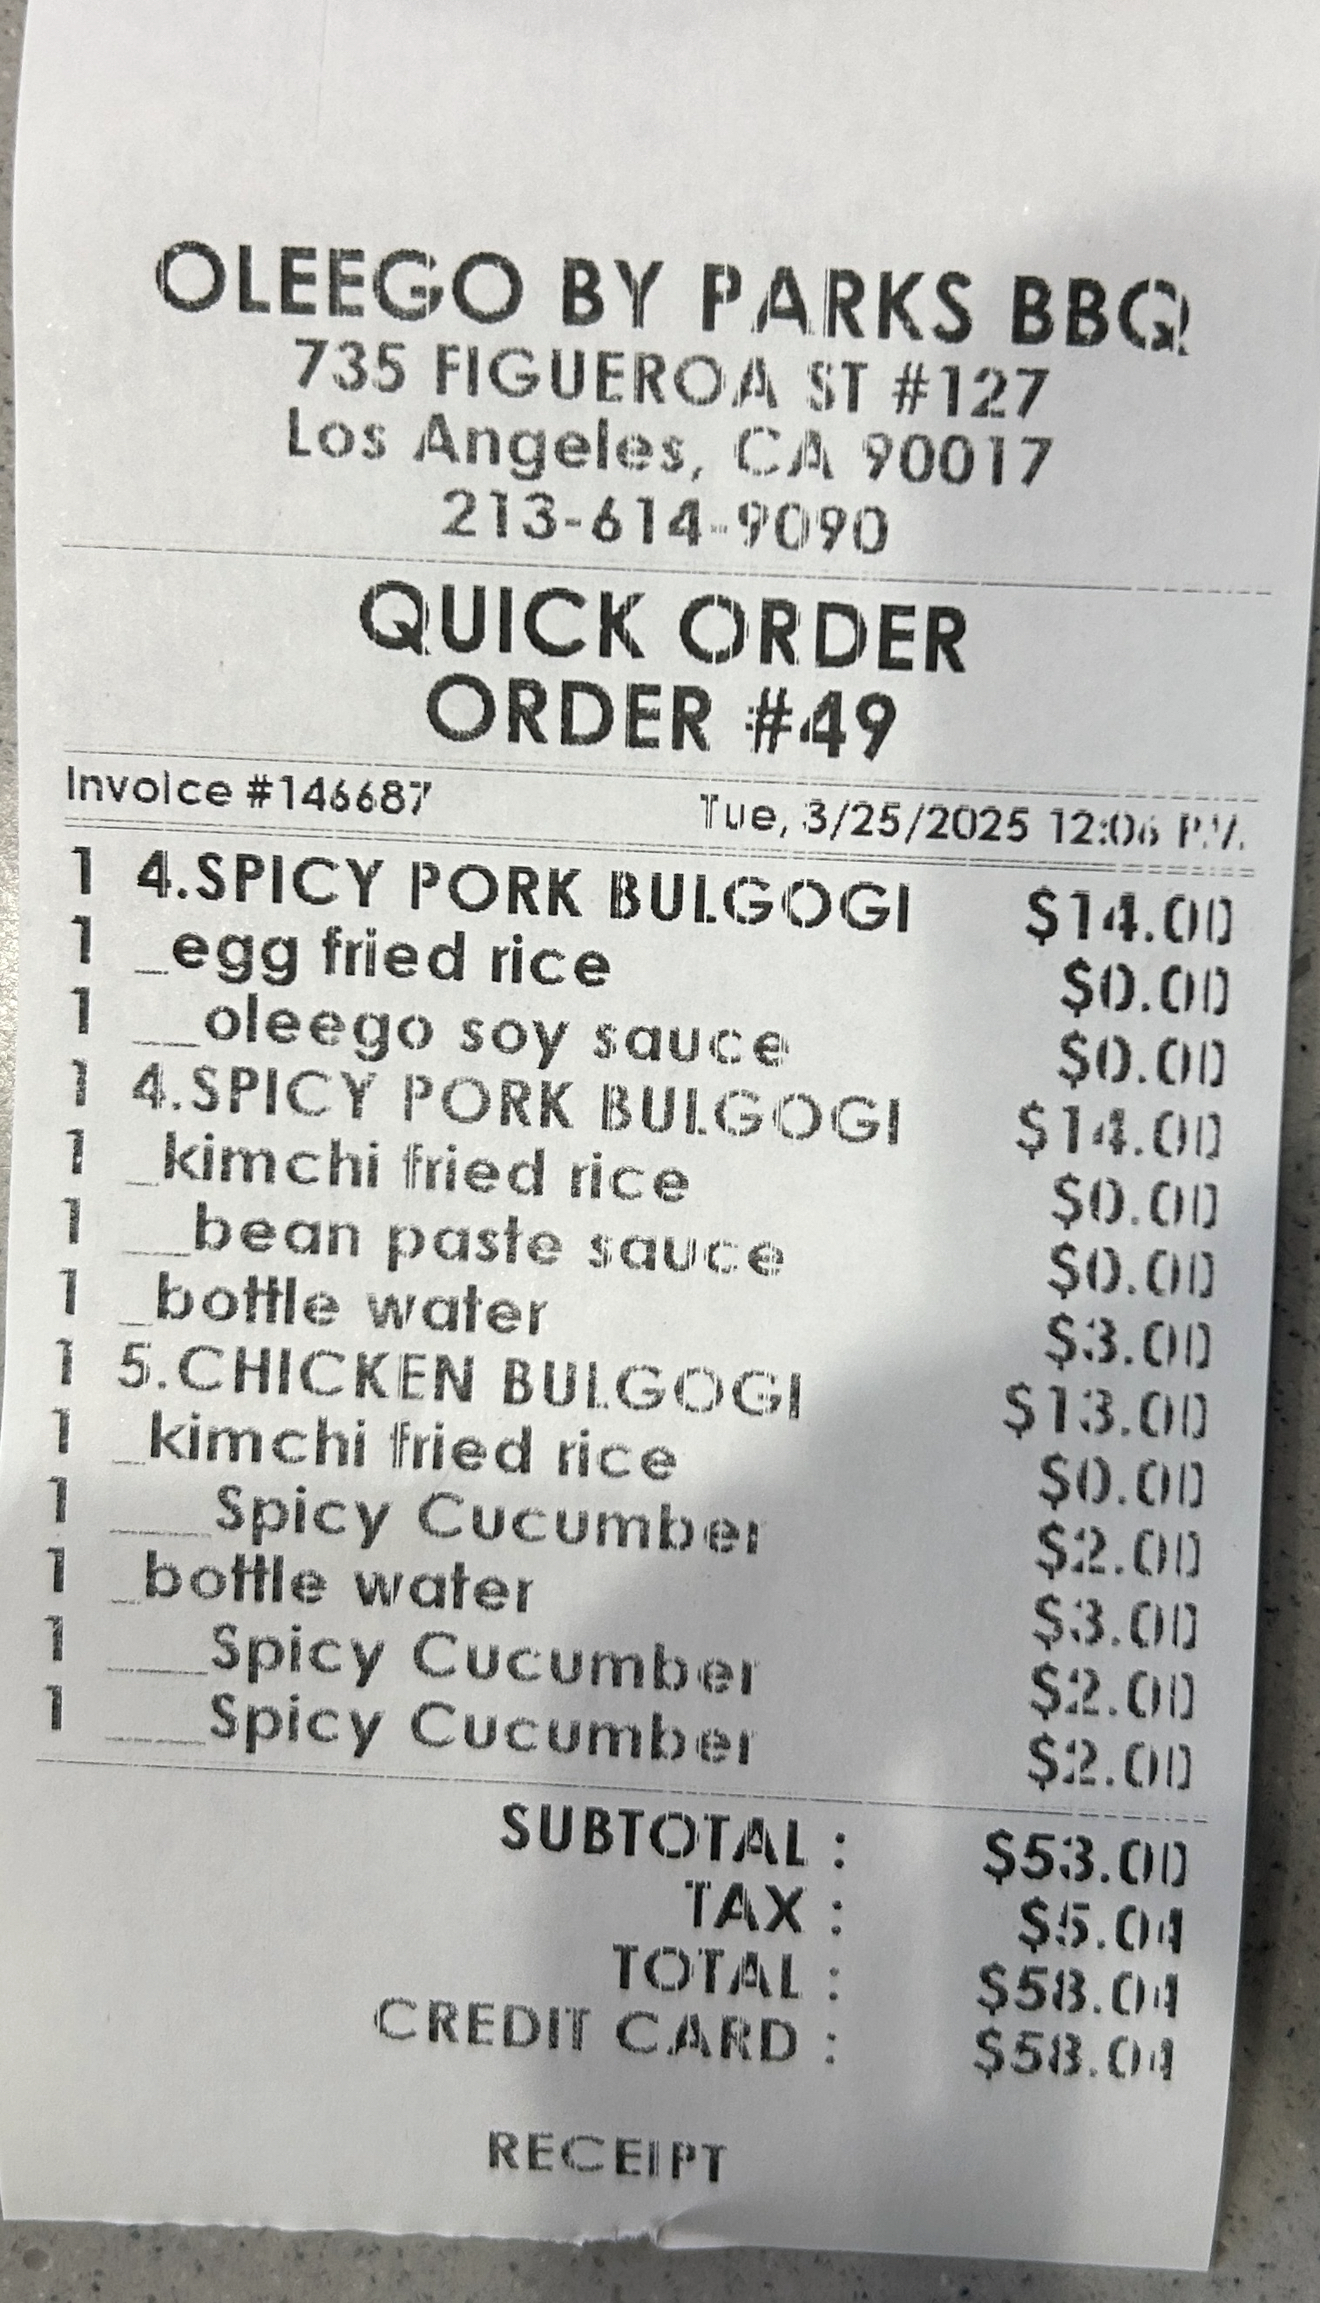 OLEEGO BY PARKS BBQ
735 FIGUEROA ST #127
Los Angeles, CA 90017
213-614-9090
QUICK ORDER
ORDER #49
Invoice #146687 Tue, 3/25/2025 12:06 P.M.
1 4.SPICY PORK BULGOGI $14.00
1 _egg fried rice $0.00
1 __oleego soy sauce $0.00
1 4.SPICY PORK BULGOGI $14.00
1 _kimchi fried rice $0.00
1 __bean paste sauce $0.00
1 _bottle water $3.00
1 5.CHICKEN BULGOGI $13.00
1 _kimchi fried rice $0.00
1 ___Spicy Cucumber $2.00
1 _bottle water $3.00
1 ___Spicy Cucumber $2.00
1 ___Spicy Cucumber $2.00
SUBTOTAL : $53.00
TAX : $5.04
TOTAL : $58.04
CREDIT CARD : $58.04
RECEIPT